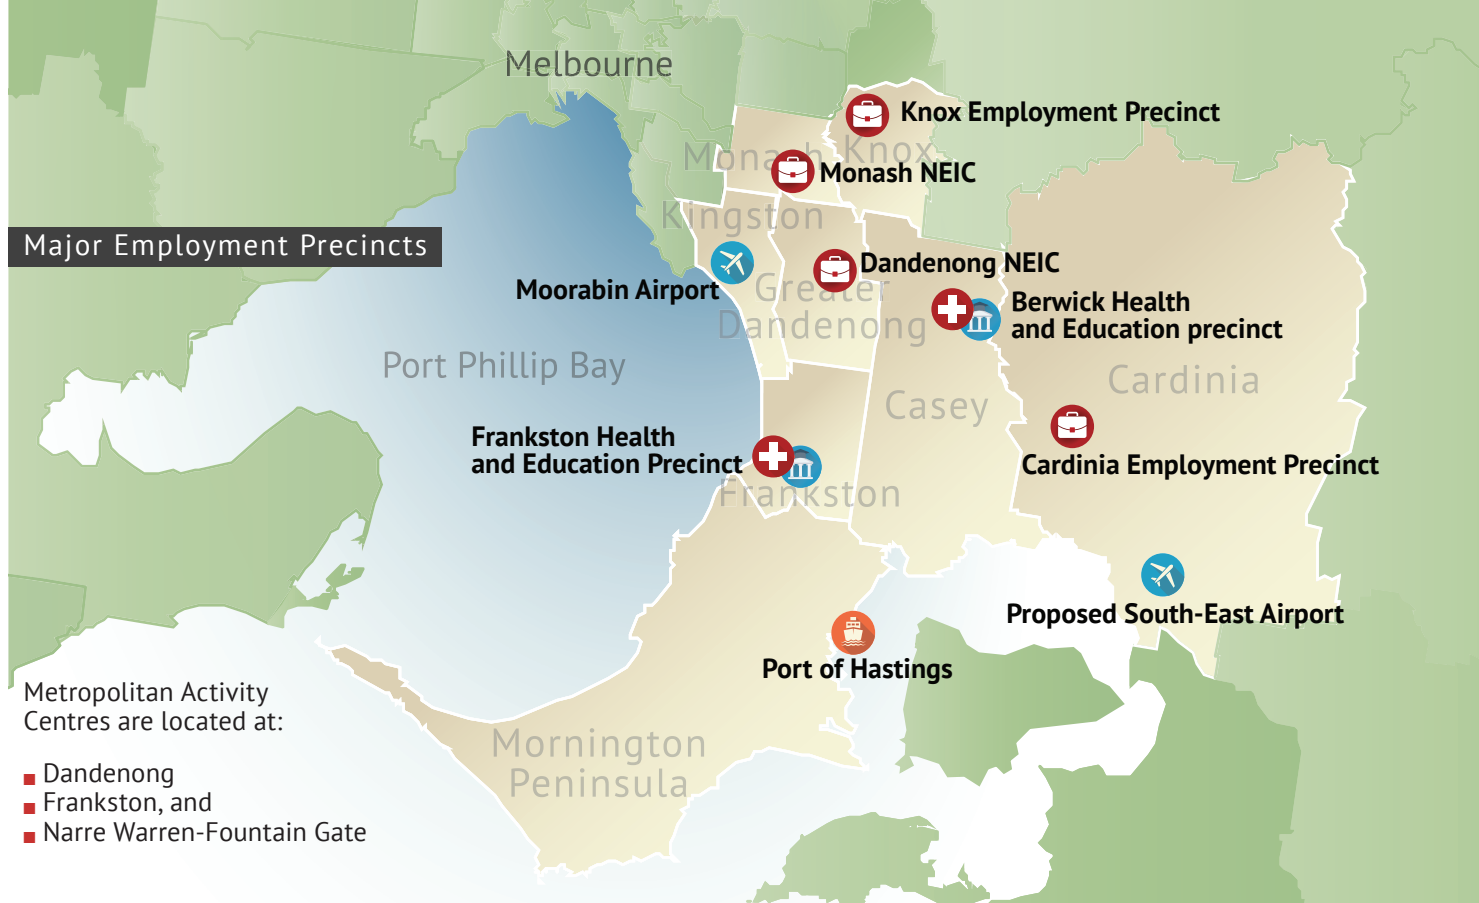 Melbourne
Knox Employment Precinct
Monash
Knox
Monash NEIC
Kingston
Major Employment Precincts
Dandenong NEIC
Moorabin Airport
Greater
Dandenong
Berwick Health
and Education precinct
Port Phillip Bay
Cardinia
Casey
Frankston Health
and Education Precinct
Cardinia Employment Precinct
Frankston
Proposed South-East Airport
Port of Hastings
Metropolitan Activity
Centres are located at:
Dandenong
Frankston, and
Narre Warren-Fountain Gate
Mornington
Peninsula